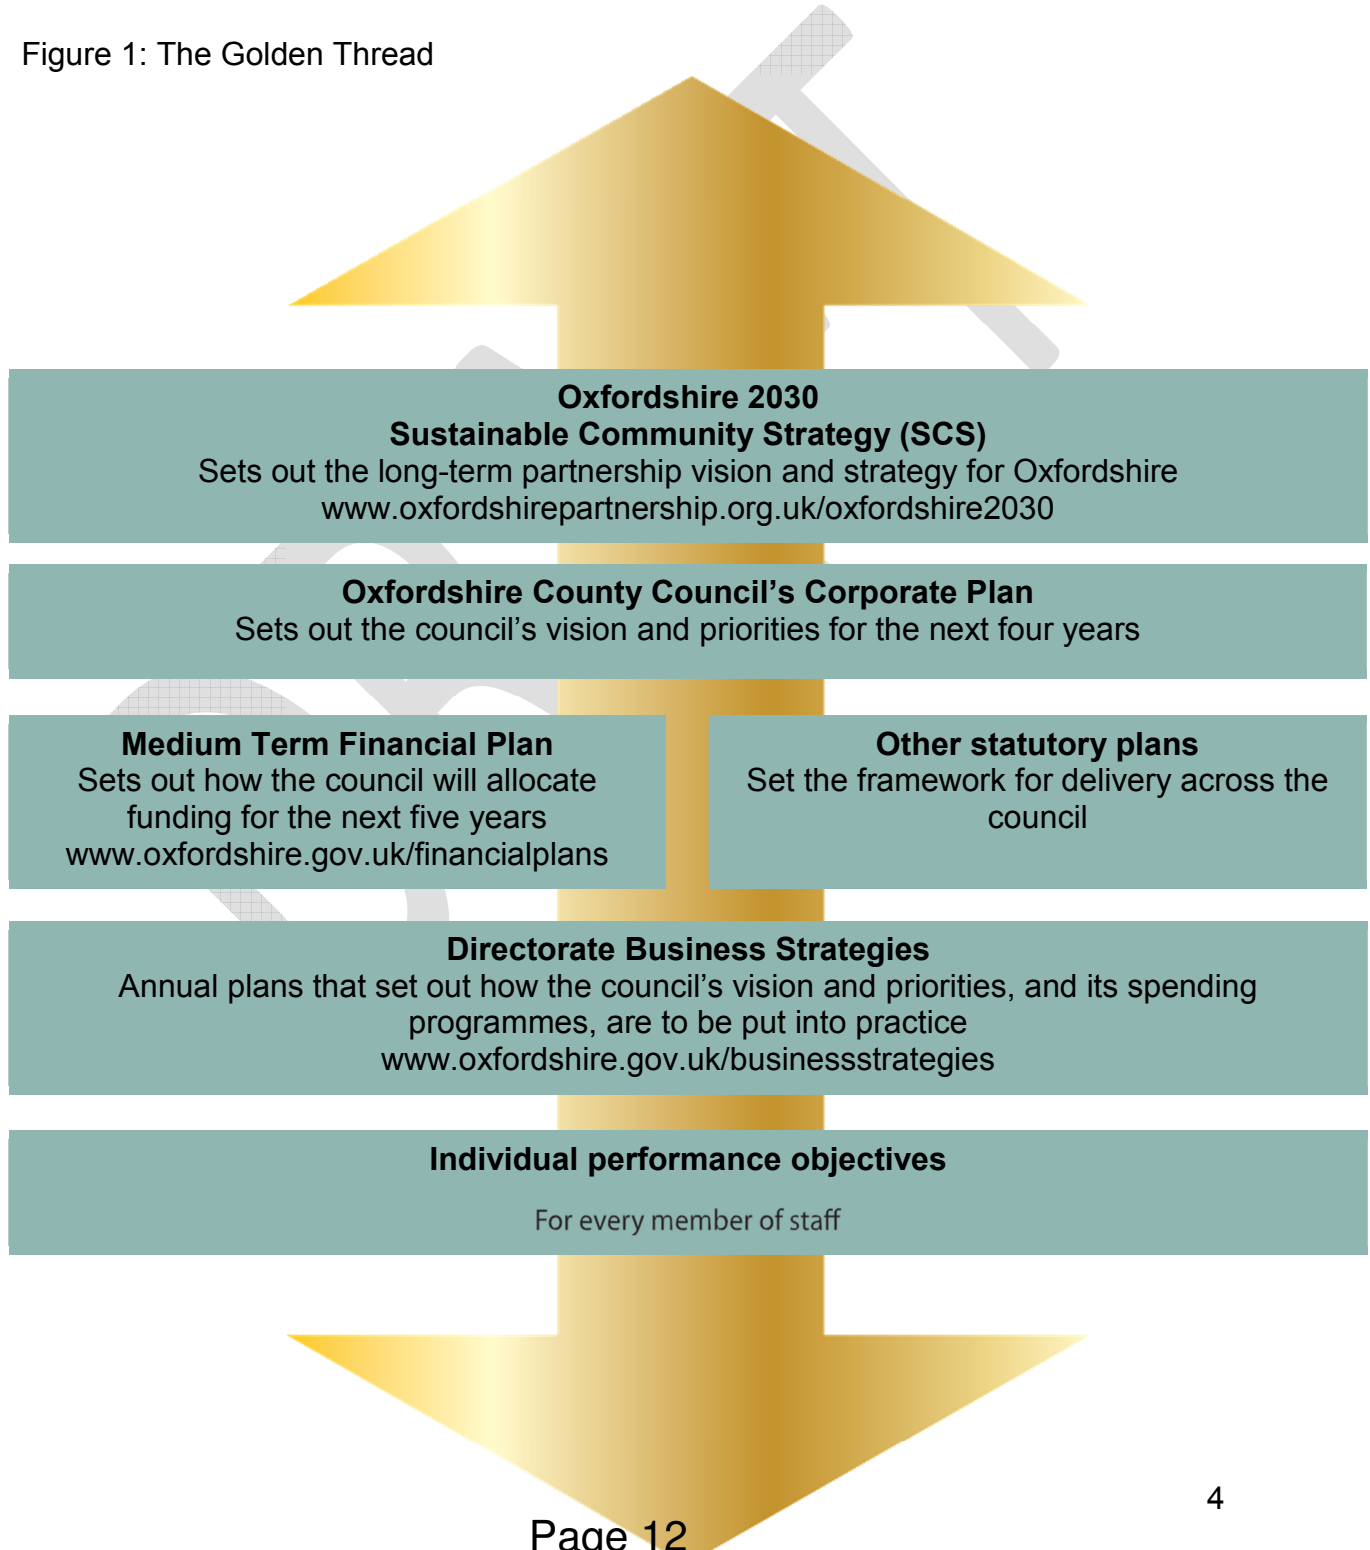 Figure 1: The Golden Thread
Oxfordshire 2030
Sustainable Community Strategy (SCS)
Sets out the long-term partnership vision and strategy for Oxfordshire
www.oxfordshirepartnership.org.uk/oxfordshire2030
Oxfordshire County Council’s Corporate Plan
Sets out the council’s vision and priorities for the next four years
Medium Term Financial Plan
Sets out how the council will allocate
funding for the next five years
www.oxfordshire.gov.uk/financialplans
Other statutory plans
Set the framework for delivery across the
council
Directorate Business Strategies
Annual plans that set out how the council’s vision and priorities, and its spending
programmes, are to be put into practice
www.oxfordshire.gov.uk/businessstrategies
Individual performance objectives
For every member of staff
4
Page 12